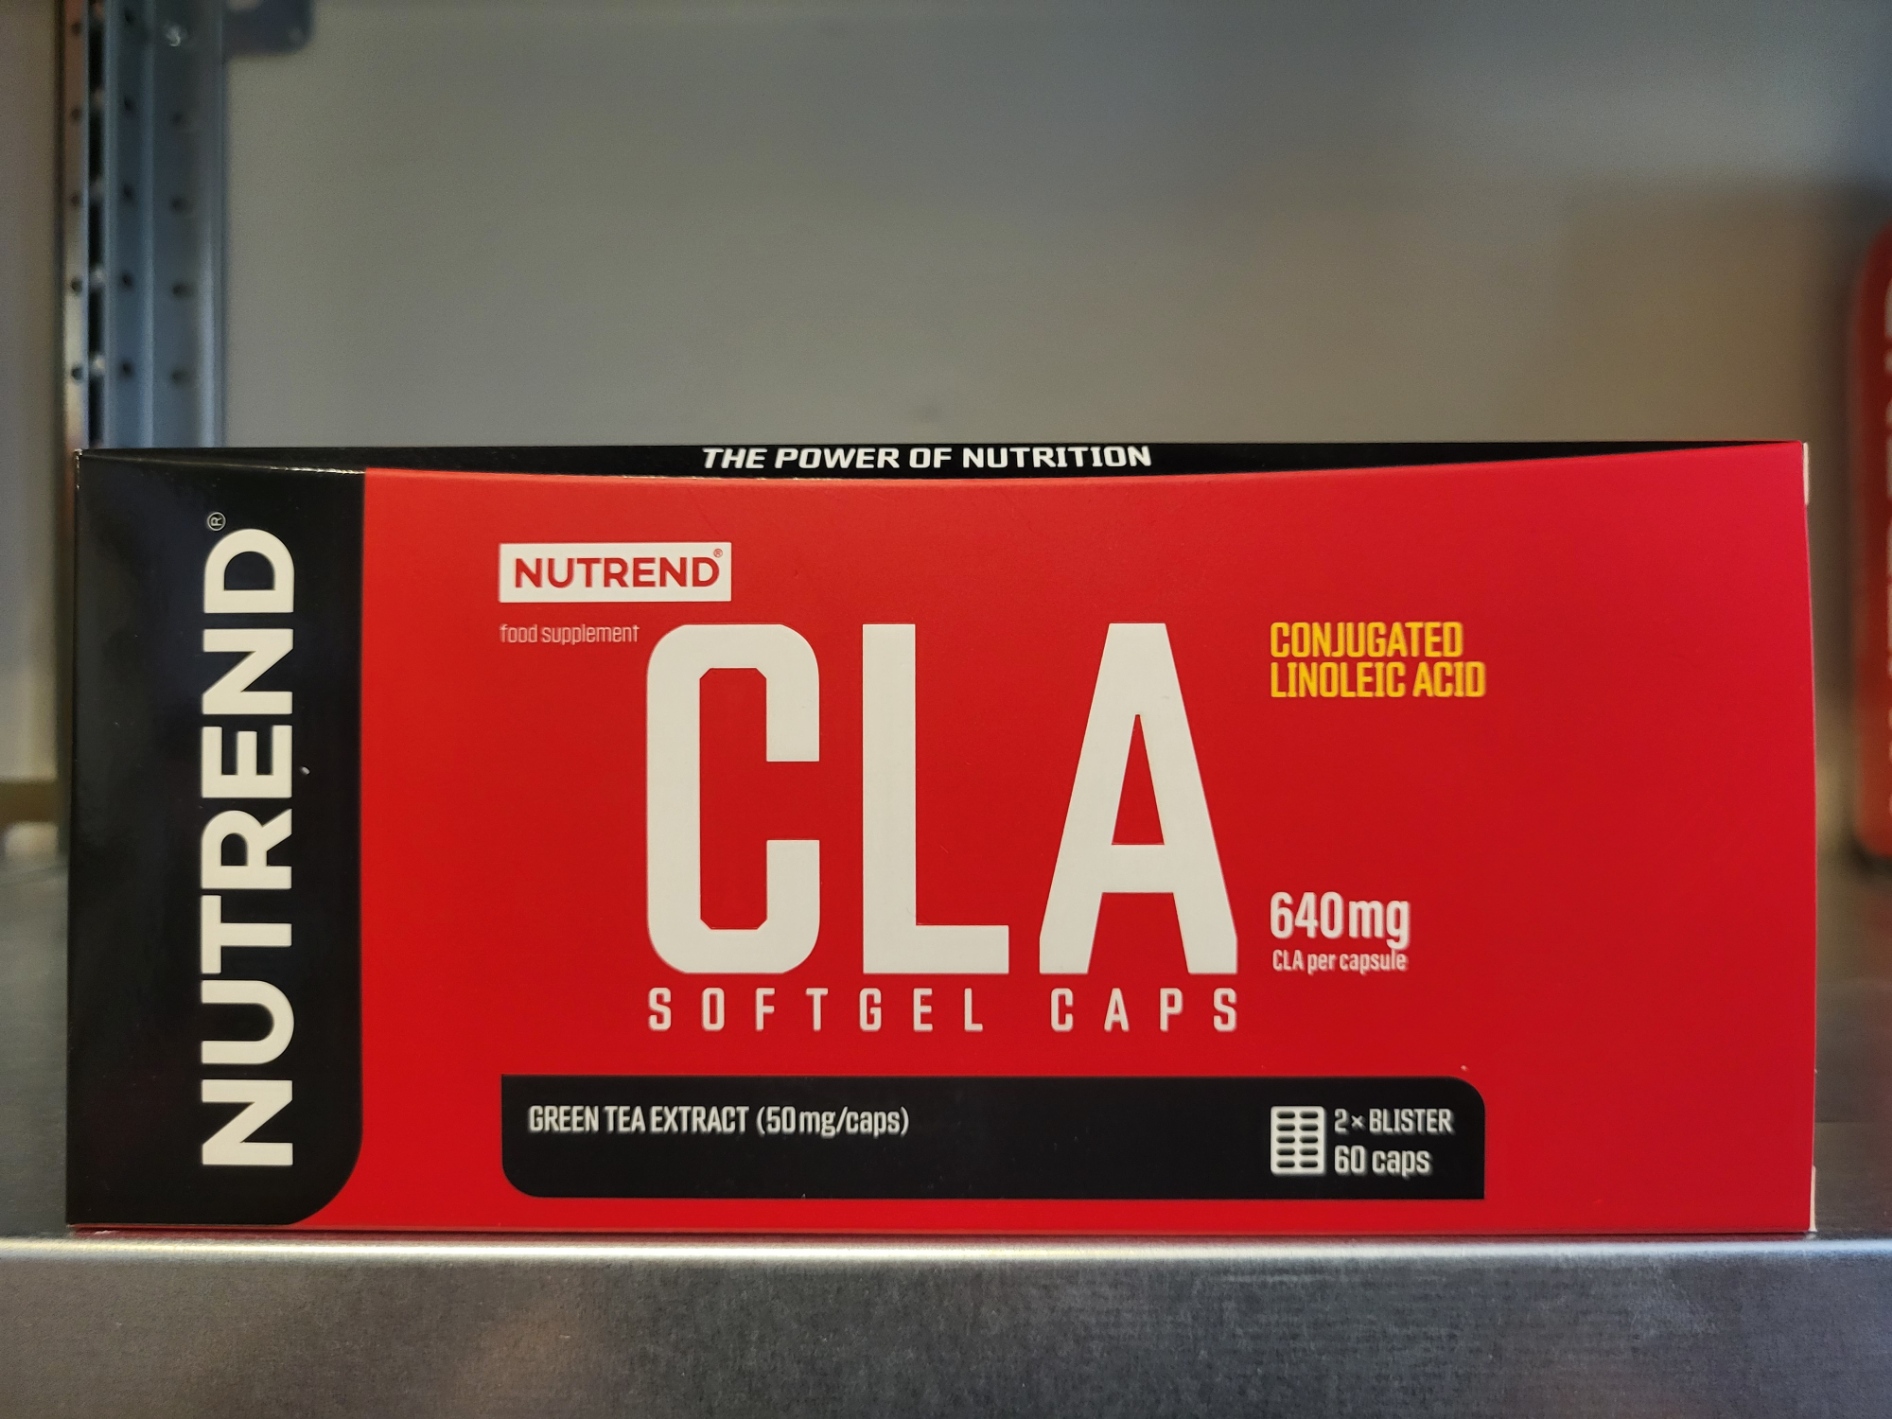 THE POWER OF NUTRITION
NUTREND®
NUTREND®
food supplement
CLA
CONJUGATED
LINOLEIC ACID
640mg
CLA per capsule
SOFTGEL CAPS
GREEN TEA EXTRACT (50mg/caps)
2× BLISTER
60 caps